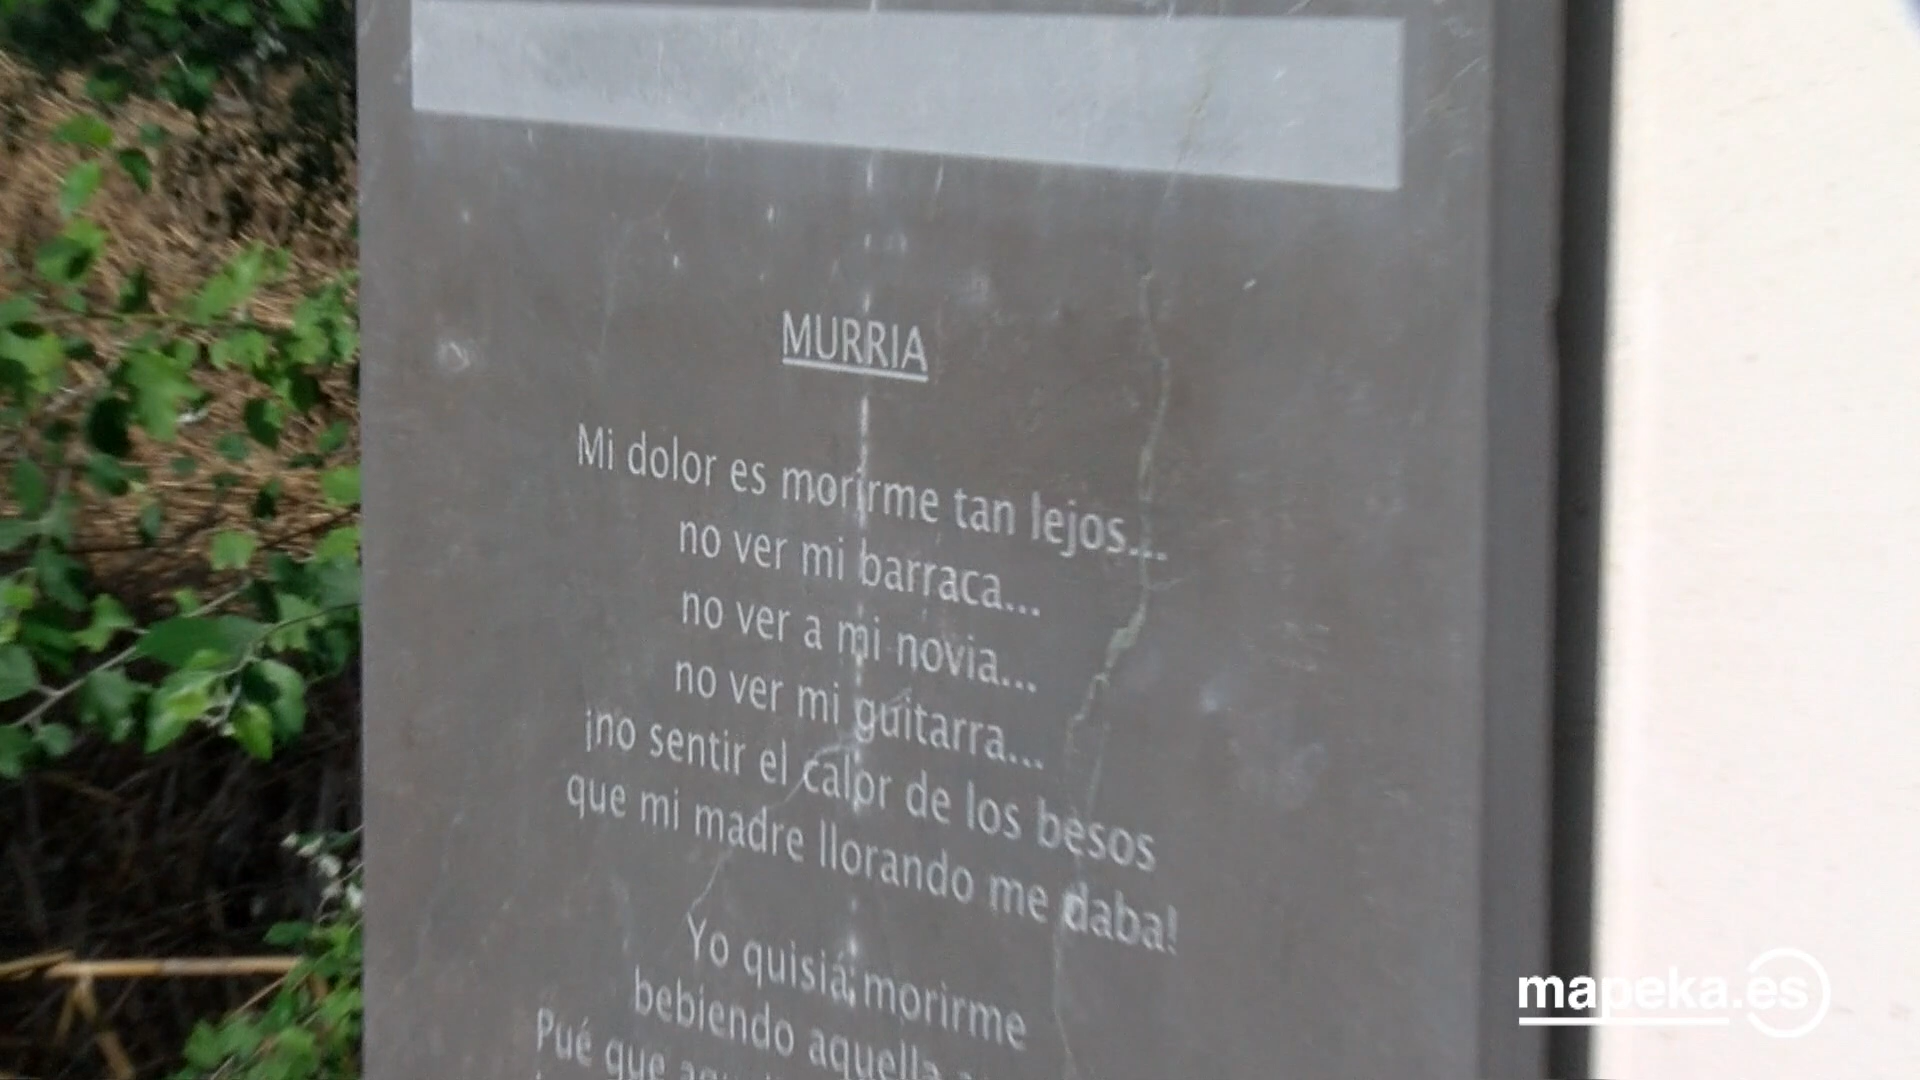 MURRIA
Mi dolor es morirme tan lejos...
no ver mi barraca...
no ver a mi novia...
no ver mi guitarra...
¡no sentir el calor de los besos
que mi madre llorando me daba!
Yo quisiá morirme
bebiendo aquella
Pué que
mapeka.es